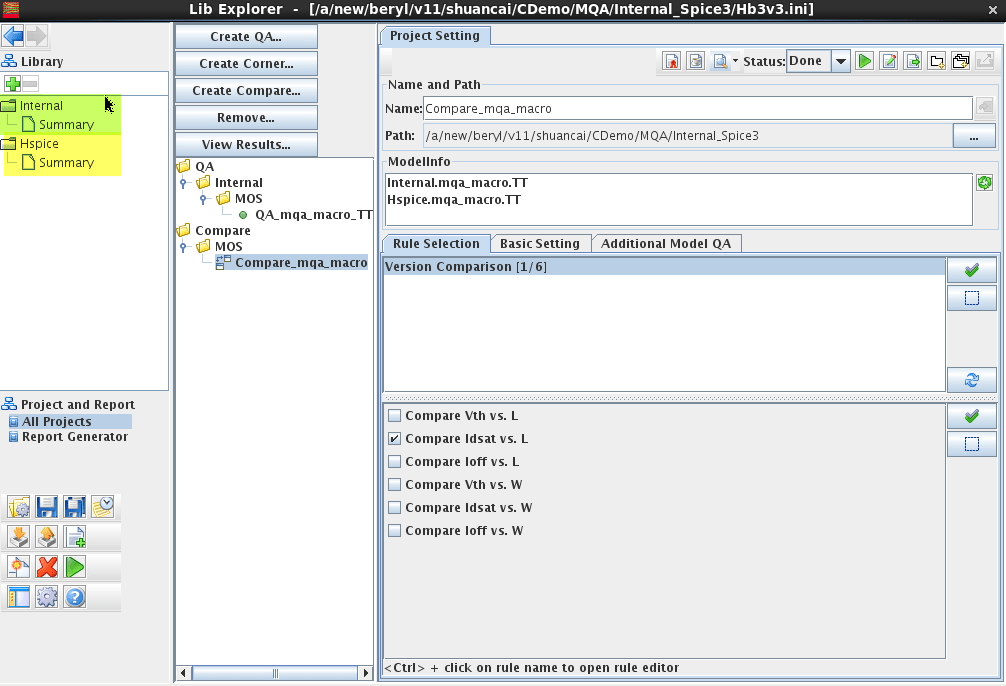 Lib Explorer - [/a/new/beryl/v11/shuancai/CDemo/MQA/Internal_Spice3/Hb3v3.ini]
Library
Internal
Summary
Hspice
Summary
Project and Report
All Projects
Report Generator
Create QA...
Create Corner...
Create Compare...
Remove...
View Results...
QA
Internal
MOS
QA_mqa_macro_TT
Compare
MOS
Compare_mqa_macro
Project Setting
Status: Done
Name and Path
Name: Compare_mqa_macro
Path: /a/new/beryl/v11/shuancai/CDemo/MQA/Internal_Spice3 ...
ModelInfo
Internal.mqa_macro.TT
Hspice.mqa_macro.TT
Rule Selection Basic Setting Additional Model QA
Version Comparison [1/6]
Compare Vth vs. L
Compare Idsat vs. L
Compare Ioff vs. L
Compare Vth vs. W
Compare Idsat vs. W
Compare Ioff vs. W
<Ctrl> + click on rule name to open rule editor